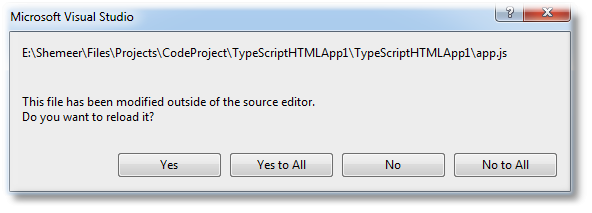 Microsoft Visual Studio
?
E:\Shemeer\Files\Projects\CodeProject\TypeScriptHTMLApp1\TypeScriptHTMLApp1\app.js
This file has been modified outside of the source editor.
Do you want to reload it?
Yes Yes to All No No to All